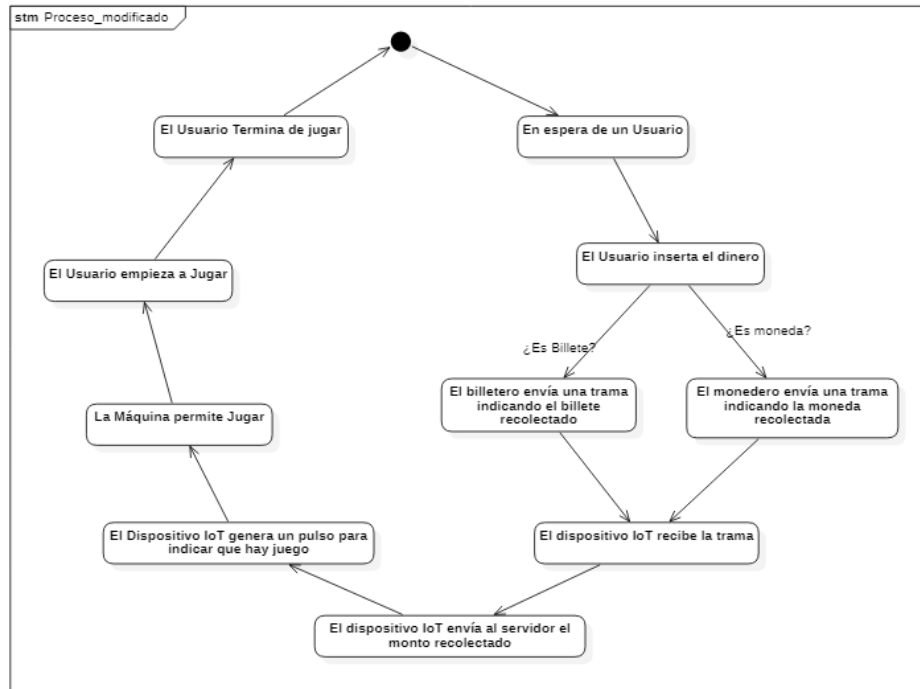 stm Proceso_modificado
El Usuario Termina de jugar
En espera de un Usuario
El Usuario empieza a Jugar
El Usuario inserta el dinero
¿Es Billete?
¿Es moneda?
El billetero envía una trama
indicando el billete
recolectado
El monedero envía una trama
indicando la moneda
recolectada
La Máquina permite Jugar
El Dispositivo IoT genera un pulso para
indicar que hay juego
El dispositivo IoT recibe la trama
El dispositivo IoT envía al servidor el
monto recolectado